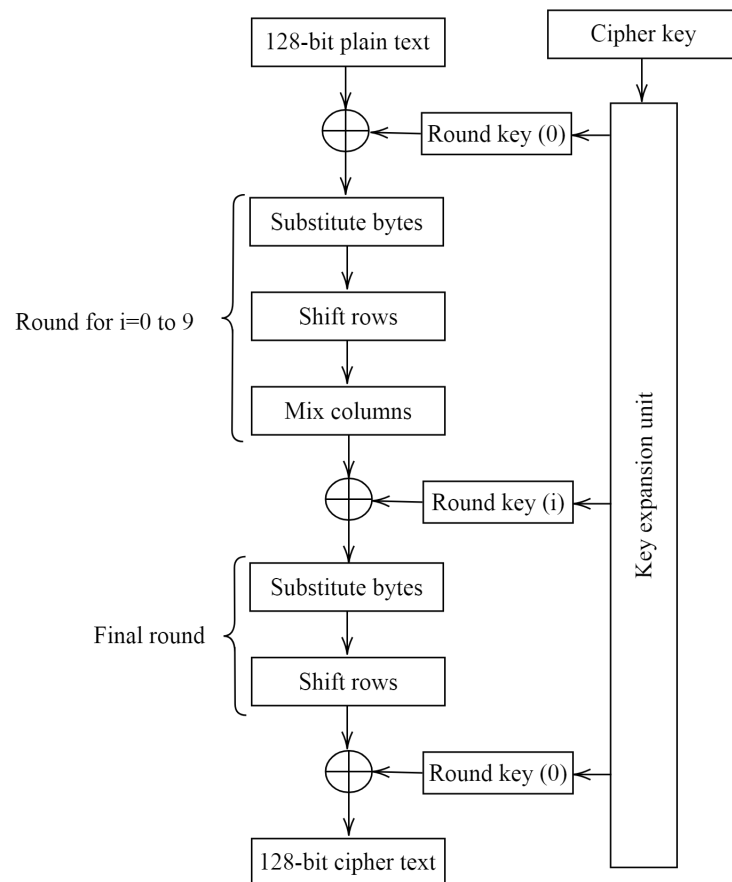 128-bit plain text
Cipher key
Round key (0)
Substitute bytes
Round for i=0 to 9
Shift rows
Mix columns
Round key (i)
Key expansion unit
Substitute bytes
Final round
Shift rows
Round key (0)
128-bit cipher text